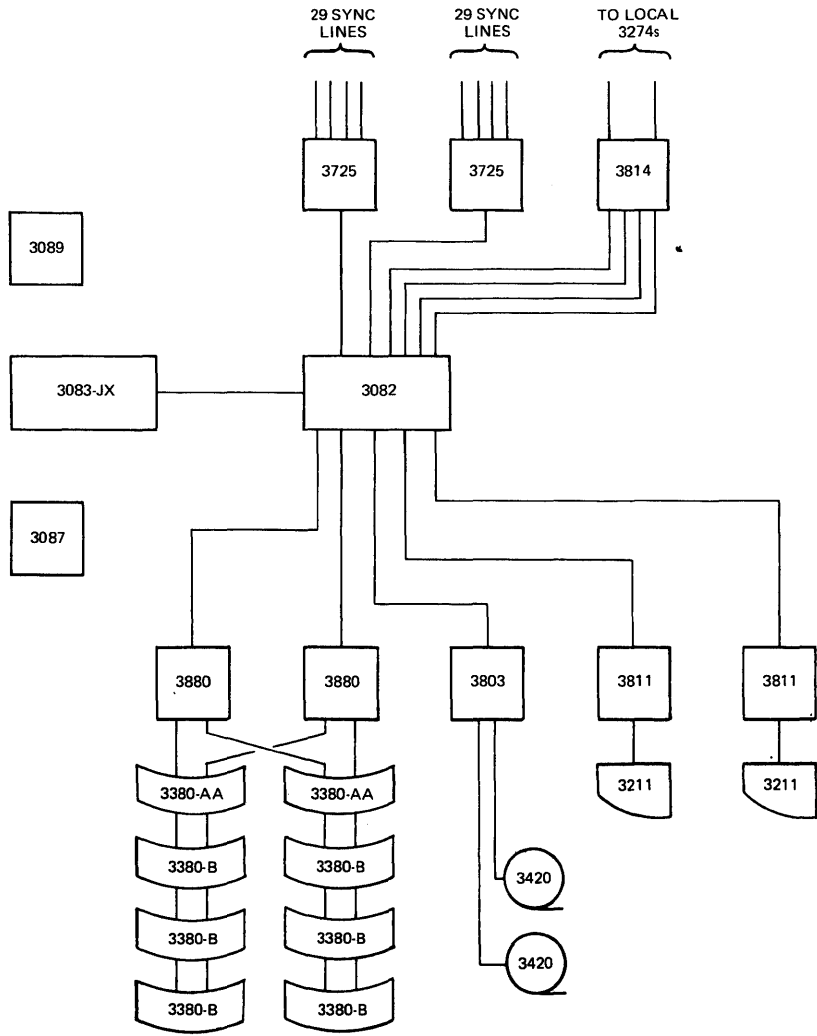 29 SYNC
LINES
29 SYNC
LINES
TO LOCAL
3274s
3725
3725
3814
3089
3083-JX
3082
3087
3880
3880
3803
3811
3811
3380-AA
3380-AA
3211
3211
3380-B
3380-B
3420
3380-B
3380-B
3420
3380-B
3380-B